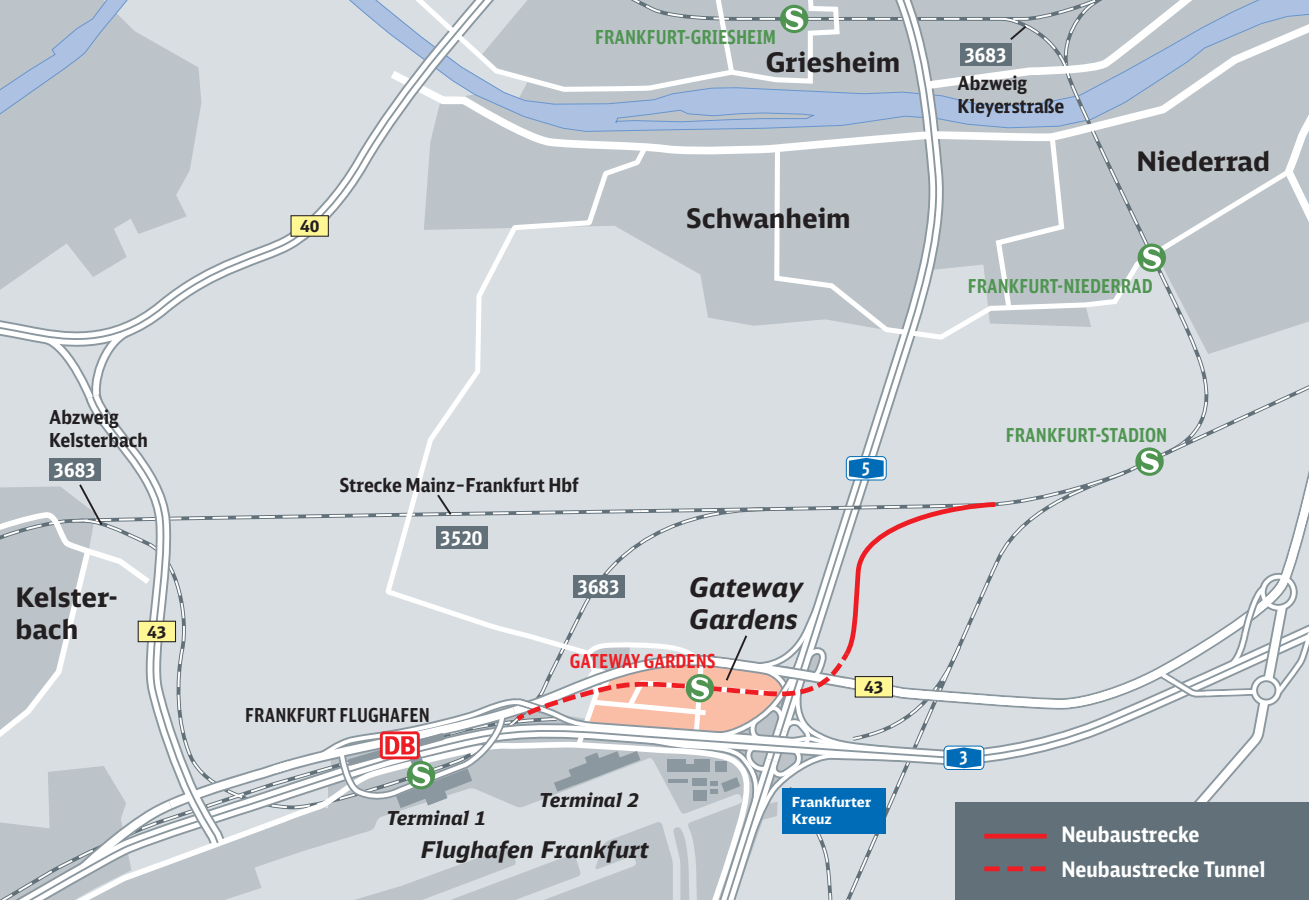 S
FRANKFURT-GRIESHEIM
Griesheim
3683
Abzweig
Kleyerstraße
Niederrad
40
Schwanheim
S
FRANKFURT-NIEDERRAD
Abzweig
Kelsterbach
3683
FRANKFURT-STADION
S
5
Strecke Mainz–Frankfurt Hbf
3520
3683
Gateway
Gardens
Kelster-
bach
43
GATEWAY GARDENS
S
43
FRANKFURT FLUGHAFEN
DB
S
3
Terminal 1
Terminal 2
Flughafen Frankfurt
Frankfurter
Kreuz
Neubaustrecke
Neubaustrecke Tunnel